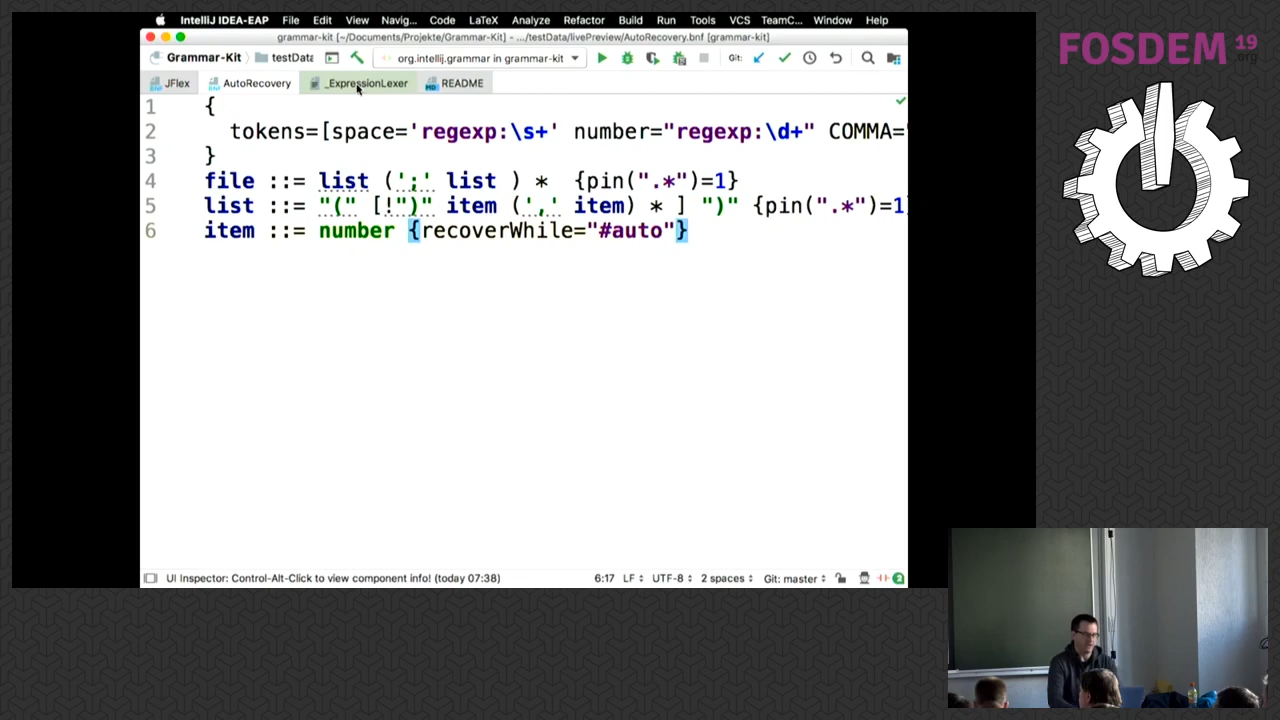 IntelliJ IDEA-EAP File Edit View Navig... Code LaTeX Analyze Refactor Build Run Tools VCS TeamC... Window Help
grammar-kit [~/Documents/Projekte/Grammar-Kit] - .../testData/livePreview/AutoRecovery.bnf [grammar-kit]
Grammar-Kit testData org.intellij.grammar in grammar-kit Git:
JFlex AutoRecovery _ExpressionLexer README
1 {
2 tokens=[space='regexp:\s+' number="regexp:\d+" COMMA='
3 }
4 file ::= list (';' list ) * {pin(".*")=1}
5 list ::= "(" [!")" item (',' item) * ] ")" {pin(".*")=1}
6 item ::= number {recoverWhile="#auto"}
UI Inspector: Control-Alt-Click to view component info! (today 07:38) 6:17 LF UTF-8 2 spaces Git: master 2
FOSDEM 19
.org